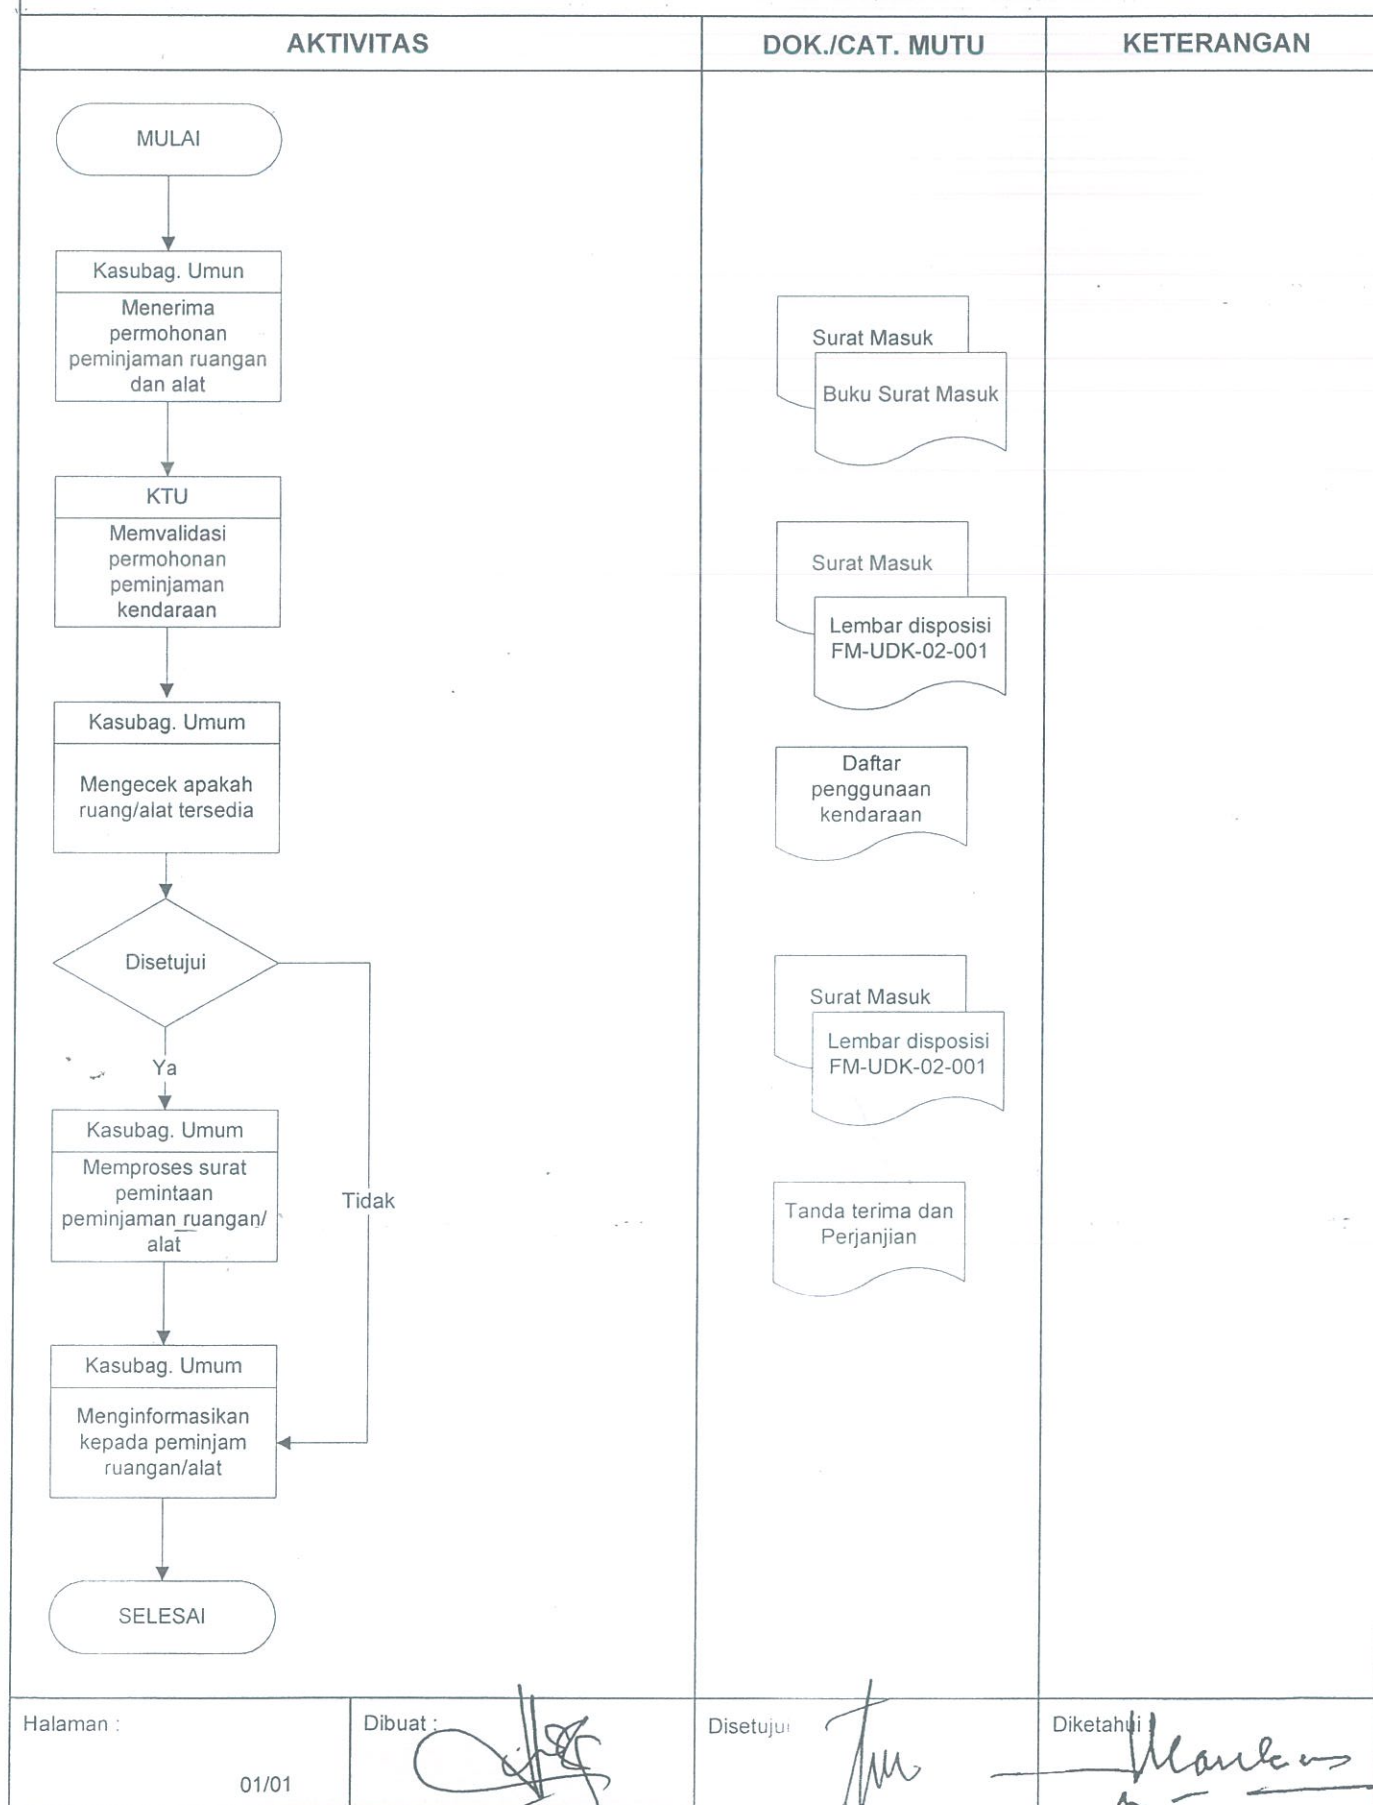 AKTIVITAS
DOK./CAT. MUTU
KETERANGAN
MULAI
Kasubag. Umun
Menerima
permohonan
peminjaman ruangan
dan alat
Surat Masuk
Buku Surat Masuk
KTU
Memvalidasi
permohonan
peminjaman
kendaraan
Surat Masuk
Lembar disposisi
FM-UDK-02-001
Kasubag. Umum
Mengecek apakah
ruang/alat tersedia
Daftar
penggunaan
kendaraan
Disetujui
Ya
Tidak
Surat Masuk
Lembar disposisi
FM-UDK-02-001
Kasubag. Umum
Memproses surat
pemintaan
peminjaman ruangan/
alat
Tanda terima dan
Perjanjian
Kasubag. Umum
Menginformasikan
kepada peminjam
ruangan/alat
SELESAI
Halaman :
01/01
Dibuat :
Disetujui
Diketahui :